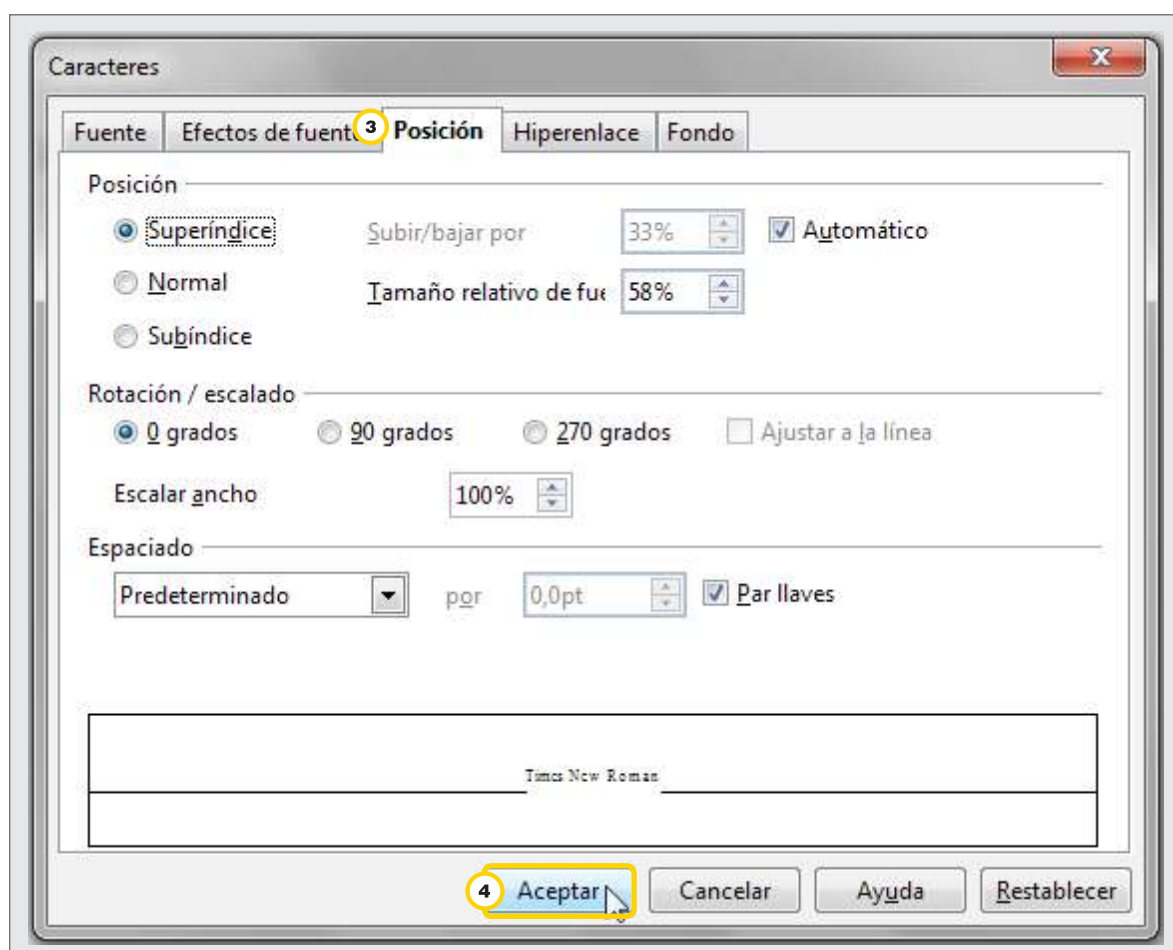 Caracteres
Fuente Efectos de fuent 3 Posición Hiperenlace Fondo
Posición
Superíndice Subir/bajar por 33% Automático
Normal Tamaño relativo de fue 58%
Subíndice
Rotación / escalado
0 grados 90 grados 270 grados Ajustar a la línea
Escalar ancho 100%
Espaciado
Predeterminado por 0,0pt Par llaves
Times New Roman
4 Aceptar Cancelar Ayuda Restablecer